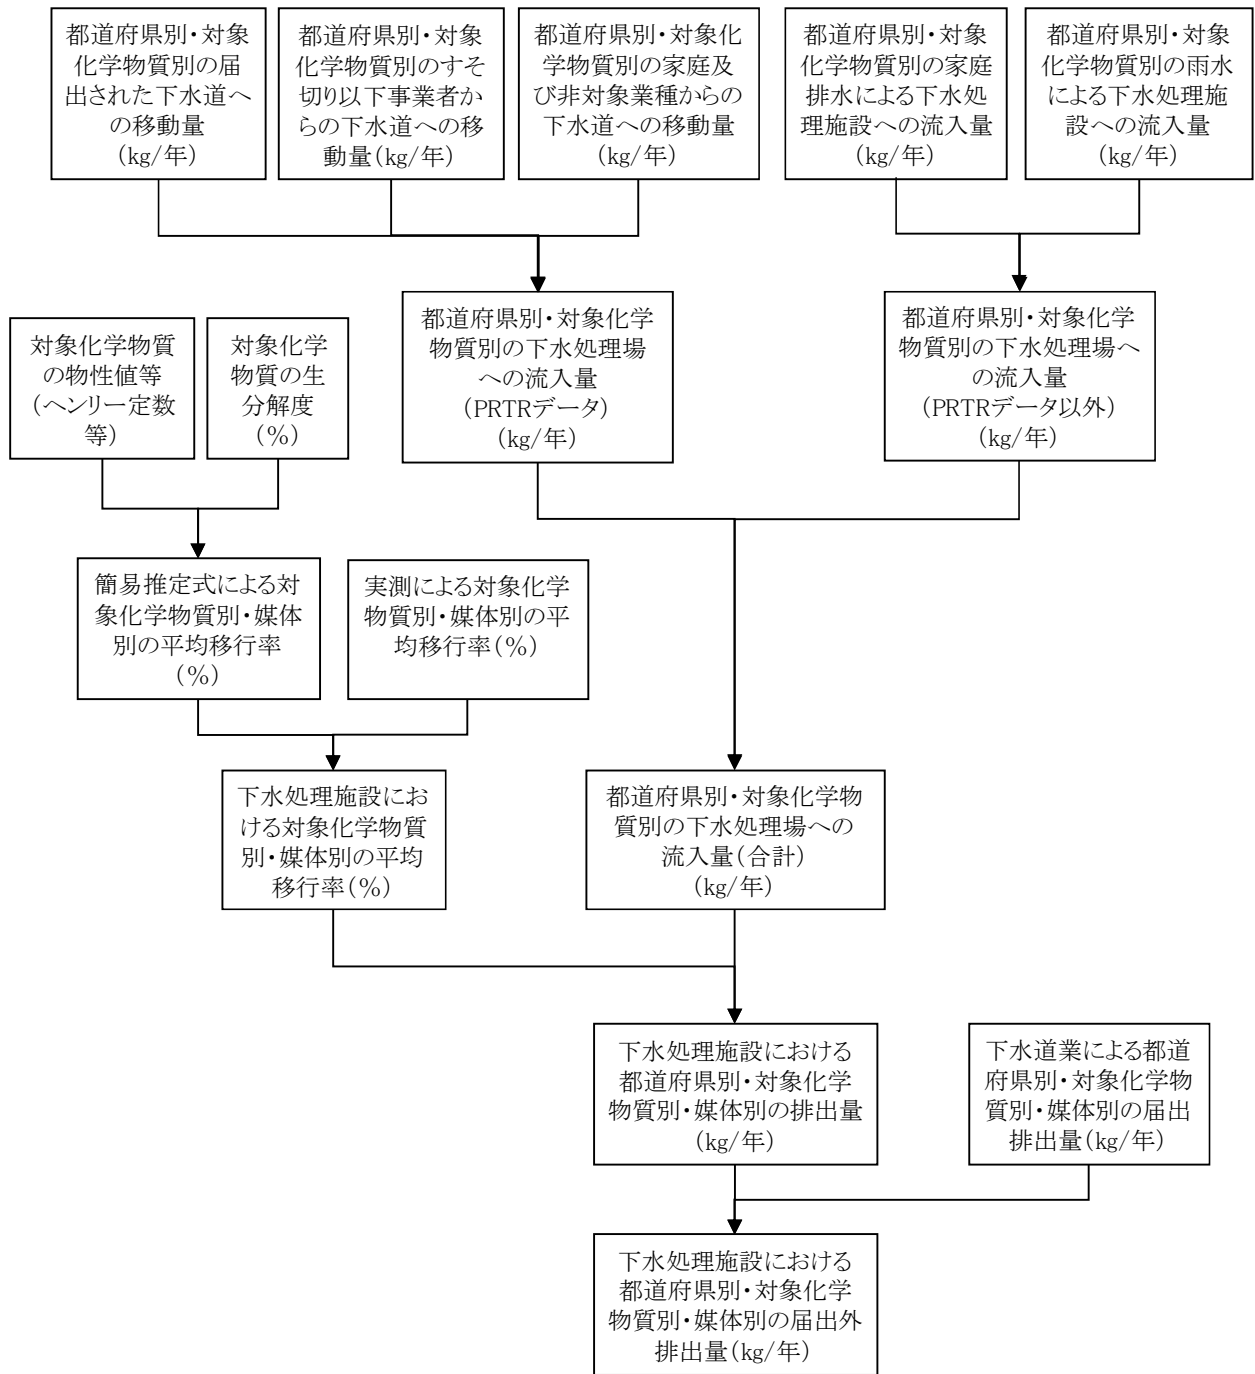 都道府県別・対象
化学物質別の届
出された下水道へ
の移動量
(kg/年)
都道府県別・対象
化学物質別のすそ
切り以下事業者か
らの下水道への移
動量(kg/年)
都道府県別・対象化
学物質別の家庭及
び非対象業種からの
下水道への移動量
(kg/年)
都道府県別・対象
化学物質別の家庭
排水による下水処
理施設への流入量
(kg/年)
都道府県別・対象
化学物質別の雨水
による下水処理施
設への流入量
(kg/年)
対象化学物質
の物性値等
(ヘンリー定数
等)
対象化学
物質の生
分解度
(%)
都道府県別・対象化学
物質別の下水処理場
への流入量
(PRTRデータ)
(kg/年)
都道府県別・対象化学
物質別の下水処理場へ
の流入量
(PRTRデータ以外)
(kg/年)
簡易推定式による対
象化学物質別・媒体
別の平均移行率
(%)
実測による対象化学
物質別・媒体別の平
均移行率(%)
下水処理施設にお
ける対象化学物質
別・媒体別の平均
移行率(%)
都道府県別・対象化学物
質別の下水処理場への
流入量(合計)
(kg/年)
下水処理施設における
都道府県別・対象化学
物質別・媒体別の排出量
(kg/年)
下水道業による都道
府県別・対象化学物
質別・媒体別の届出
排出量(kg/年)
下水処理施設における
都道府県別・対象化学
物質別・媒体別の届出外
排出量(kg/年)